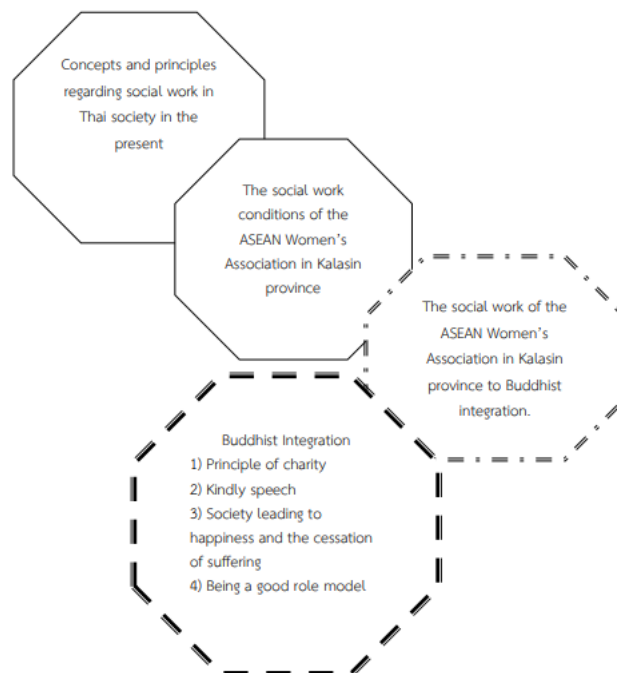 Concepts and principles
regarding social work in
Thai society in the
present
The social work
conditions of the
ASEAN Women's
Association in Kalasin
province
The social work of the
ASEAN Women's
Association in Kalasin
province to Buddhist
integration.
Buddhist Integration
1) Principle of charity
2) Kindly speech
3) Society leading to
happiness and the cessation
of suffering
4) Being a good role model